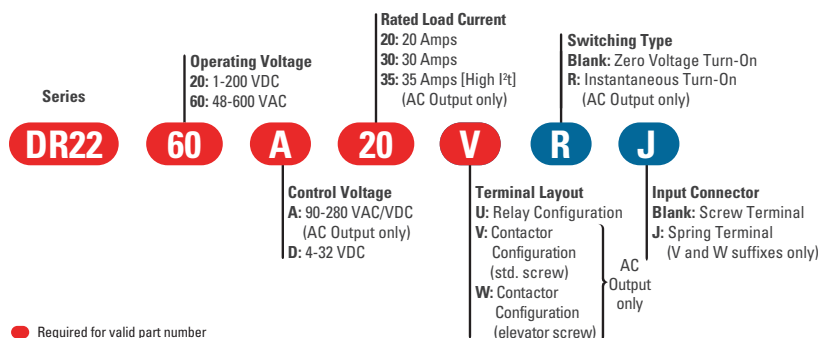 Series
Operating Voltage
20: 1-200 VDC
60: 48-600 VAC
Rated Load Current
20: 20 Amps
30: 30 Amps
35: 35 Amps [High I²t]
(AC Output only)
Switching Type
Blank: Zero Voltage Turn-On
R: Instantaneous Turn-On
(AC Output only)
DR22 60 A 20 V R J
Control Voltage
A: 90-280 VAC/VDC
(AC Output only)
D: 4-32 VDC
Terminal Layout
U: Relay Configuration
V: Contactor
Configuration
(std. screw)
W: Contactor
Configuration
(elevator screw)
AC
Output
only
Input Connector
Blank: Screw Terminal
J: Spring Terminal
(V and W suffixes only)
Required for valid part number